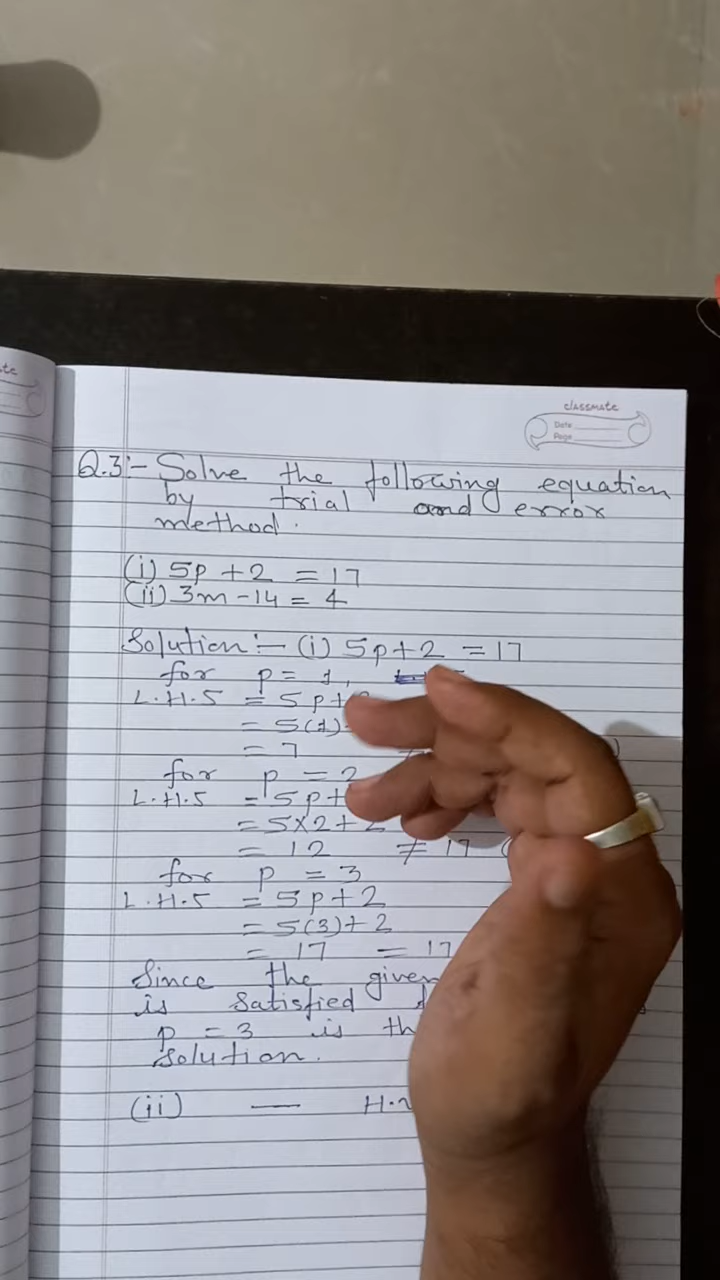 classmate
Date
Page
Q.3:- Solve the following equation
by trial and error
method.
(i) 5p + 2 = 17
(ii) 3m - 14 = 4
Solution:- (i) 5p + 2 = 17
for p = 1,
L.H.S = 5p +
= 5(1)
= 7 ≠
for p = 2
L.H.S = 5p +
= 5×2 + 2
= 12 ≠ 17 (
for p = 3
L.H.S = 5p + 2
= 5(3) + 2
= 17 = 17
Since the given
is satisfied
p = 3 is
solution.
(ii) —